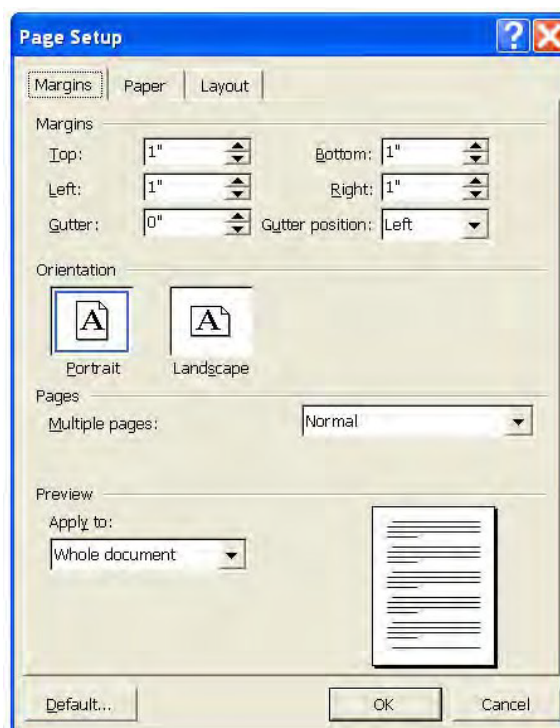 Page Setup
Margins Paper Layout
Margins
Top: 1" Bottom: 1"
Left: 1" Right: 1"
Gutter: 0" Gutter position: Left
Orientation
A A
Portrait Landscape
Pages
Multiple pages: Normal
Preview
Apply to:
Whole document
Default... OK Cancel